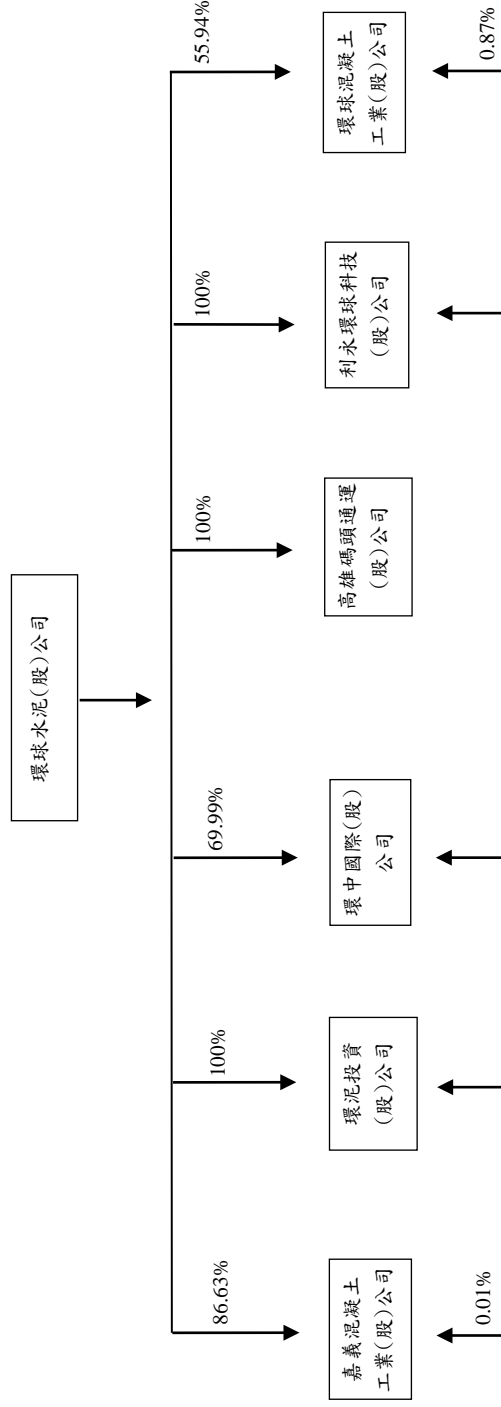 環球水泥(股)公司
86.63%
100%
69.99%
100%
100%
55.94%
嘉義混凝土
工業(股)公司
環泥投資
(股)公司
環中國際(股)
公司
高雄碼頭通運
(股)公司
利永環球科技
(股)公司
環球混凝土
工業(股)公司
0.01%
0.87%